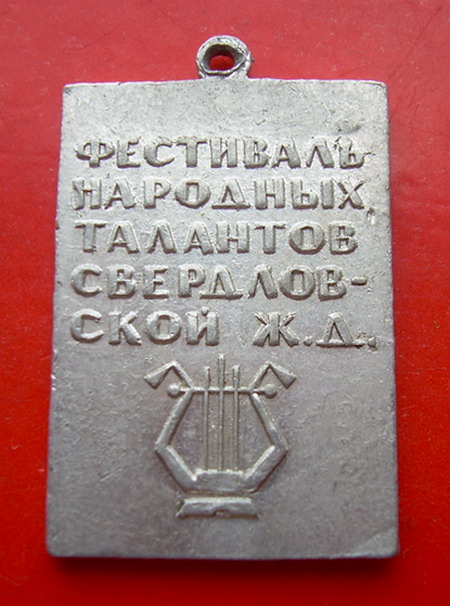 ФЕСТИВАЛЬ
НАРОДНЫХ
ТАЛАНТОВ
СВЕРДЛОВ-
СКОЙ Ж.Д.